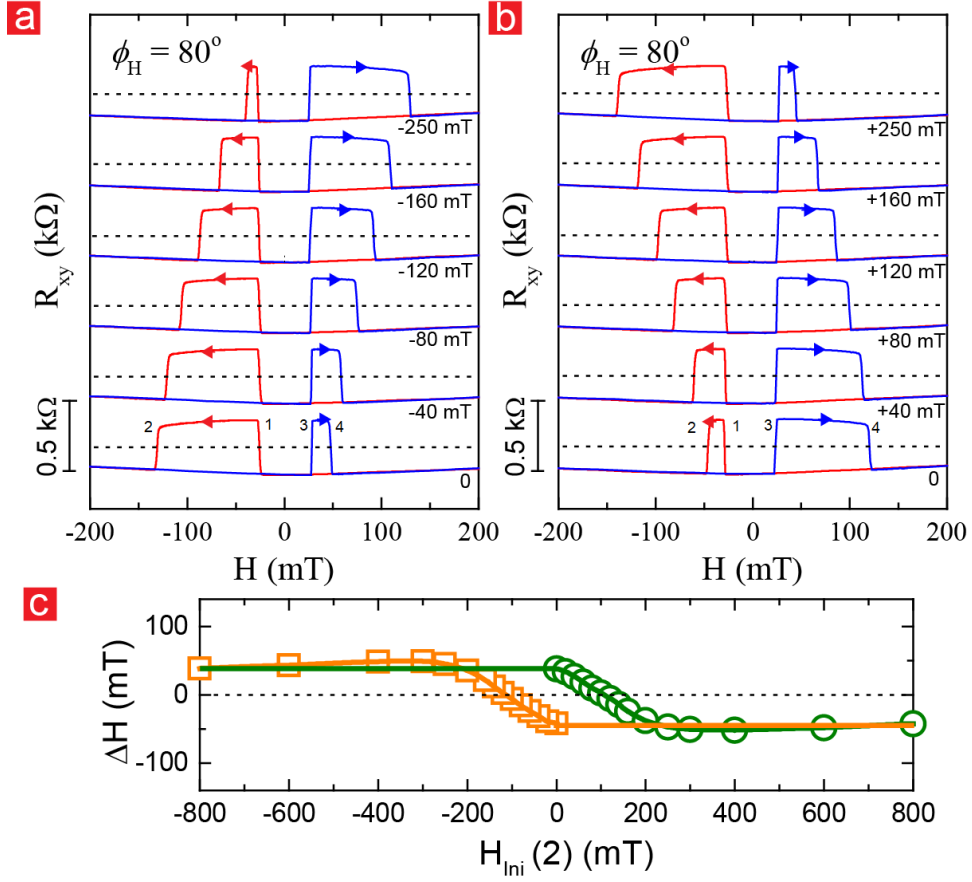 a
ϕH = 80°
-250 mT
-160 mT
-120 mT
-80 mT
-40 mT
0
2
1
3
4
0.5 kΩ
Rxy (kΩ)
-200 -100 0 100 200
H (mT)
b
ϕH = 80°
+250 mT
+160 mT
+120 mT
+80 mT
+40 mT
0
2
1
3
4
0.5 kΩ
Rxy (kΩ)
-200 -100 0 100 200
H (mT)
c
100
0
-100
ΔH (mT)
-800 -600 -400 -200 0 200 400 600 800
HIni (2) (mT)